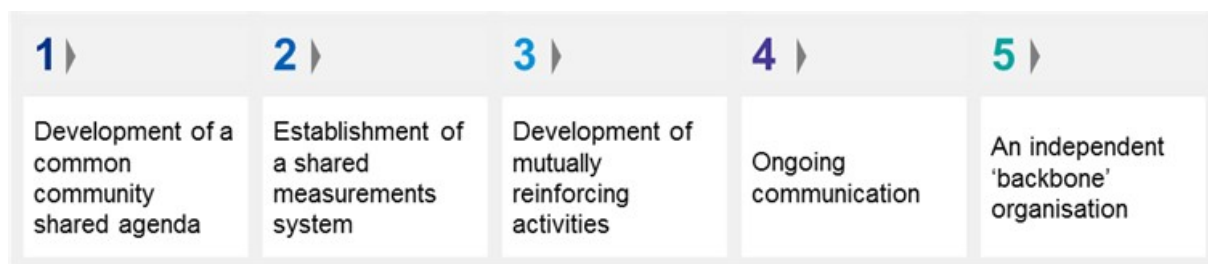 1
Development of a
common
community
shared agenda
2
Establishment of
a shared
measurements
system
3
Development of
mutually
reinforcing
activities
4
Ongoing
communication
5
An independent
‘backbone’
organisation